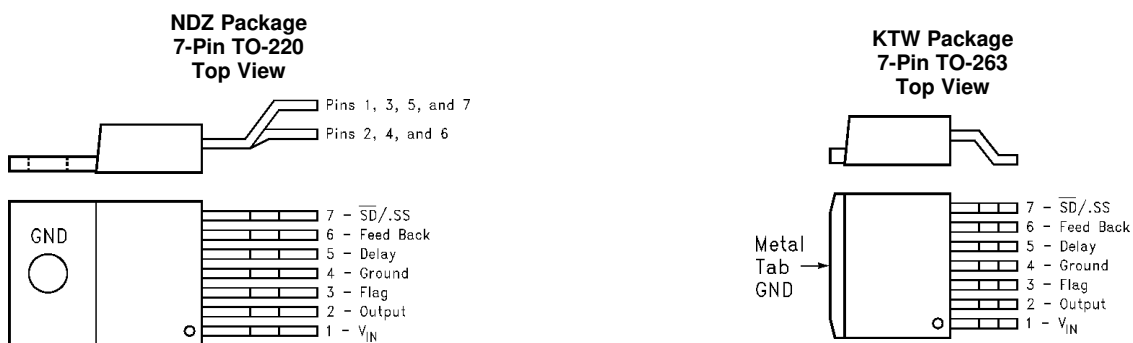 NDZ Package
7-Pin TO-220
Top View
Pins 1, 3, 5, and 7
Pins 2, 4, and 6
GND
7 - S̅D̅/.SS
6 - Feed Back
5 - Delay
4 - Ground
3 - Flag
2 - Output
1 - VIN
KTW Package
7-Pin TO-263
Top View
Metal
Tab
GND
7 - S̅D̅/.SS
6 - Feed Back
5 - Delay
4 - Ground
3 - Flag
2 - Output
1 - VIN